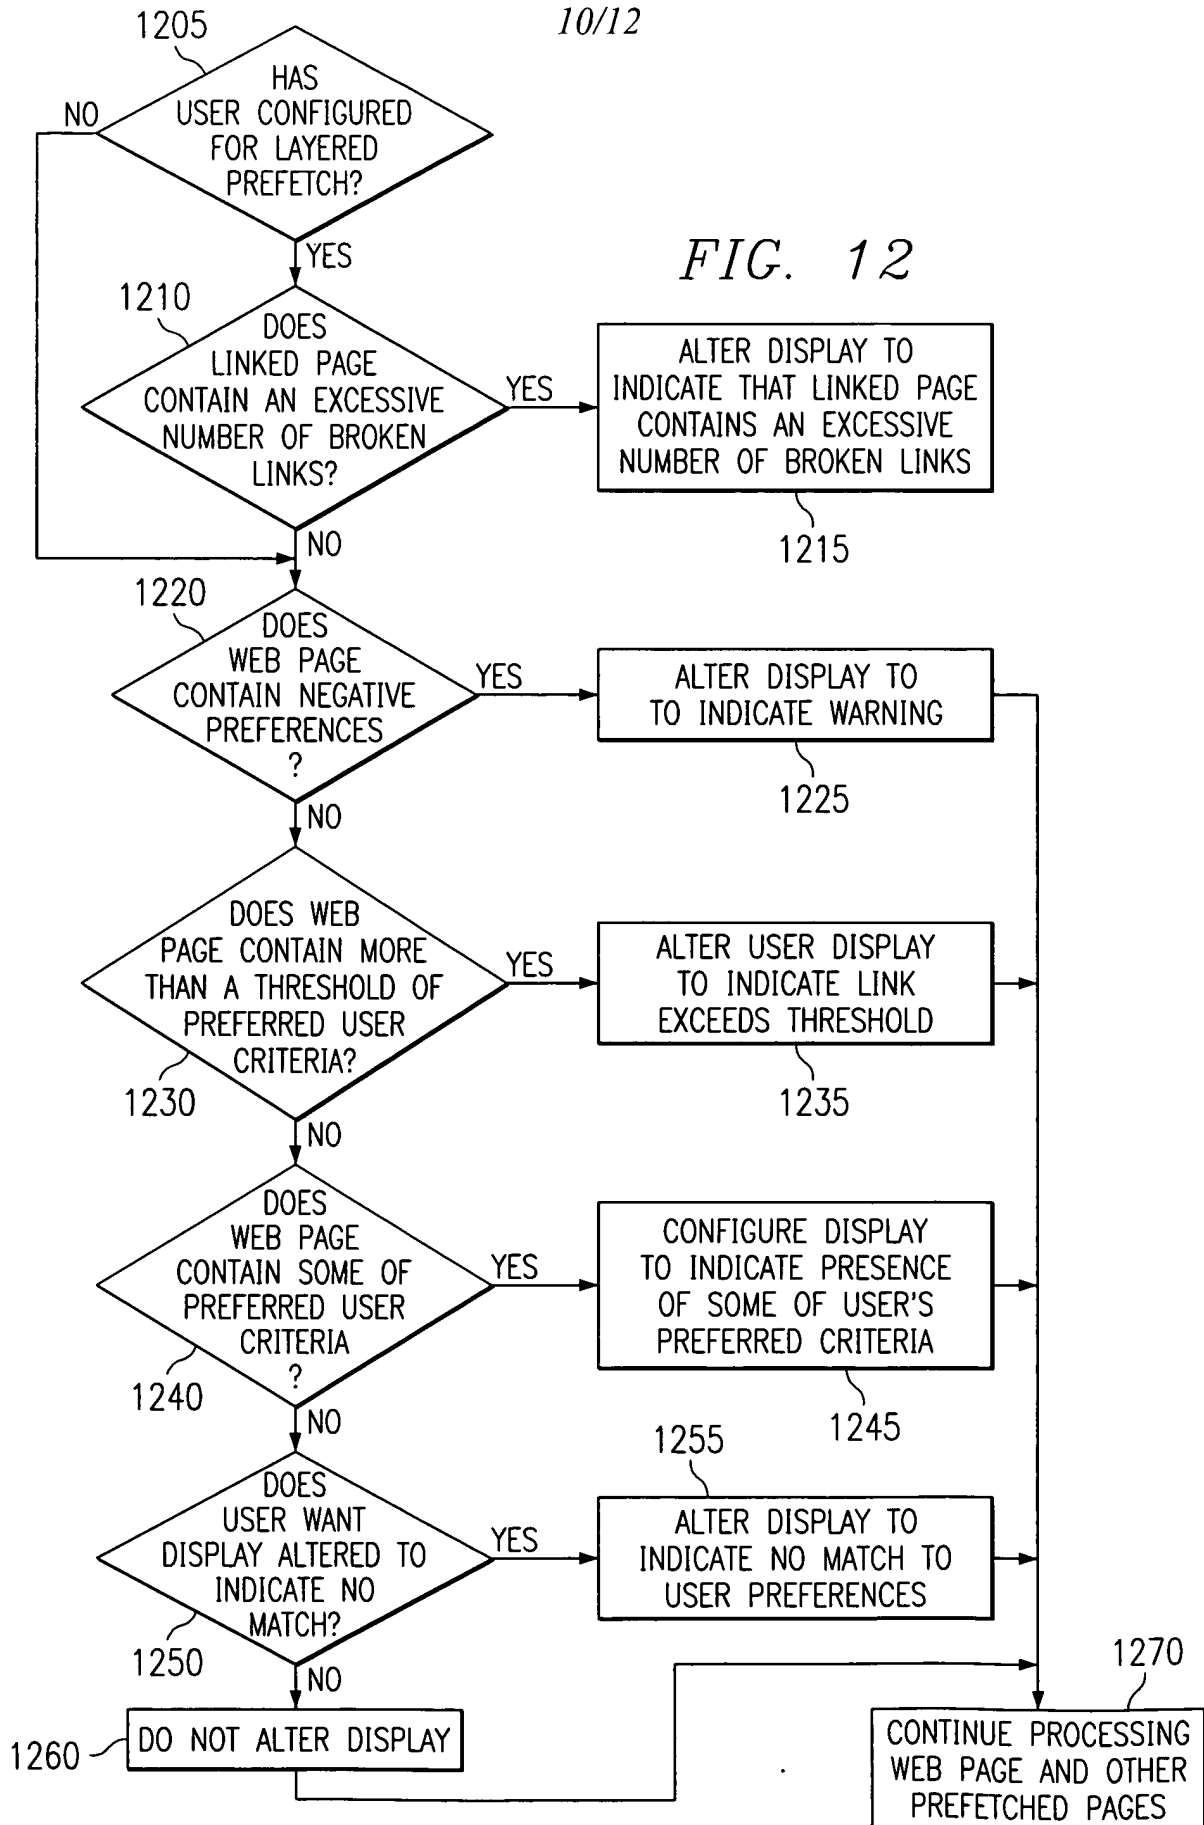 10/12
1205
HAS
USER CONFIGURED
FOR LAYERED
PREFETCH?
NO
YES
FIG. 12
1210
DOES
LINKED PAGE
CONTAIN AN EXCESSIVE
NUMBER OF BROKEN
LINKS?
YES
ALTER DISPLAY TO
INDICATE THAT LINKED PAGE
CONTAINS AN EXCESSIVE
NUMBER OF BROKEN LINKS
1215
NO
1220
DOES
WEB PAGE
CONTAIN NEGATIVE
PREFERENCES
?
YES
ALTER DISPLAY TO
TO INDICATE WARNING
1225
NO
DOES WEB
PAGE CONTAIN MORE
THAN A THRESHOLD OF
PREFERRED USER
CRITERIA?
1230
YES
ALTER USER DISPLAY
TO INDICATE LINK
EXCEEDS THRESHOLD
1235
NO
DOES
WEB PAGE
CONTAIN SOME OF
PREFERRED USER
CRITERIA
?
1240
YES
CONFIGURE DISPLAY
TO INDICATE PRESENCE
OF SOME OF USER'S
PREFERRED CRITERIA
1245
NO
DOES
USER WANT
DISPLAY ALTERED TO
INDICATE NO
MATCH?
1250
YES
1255
ALTER DISPLAY TO
INDICATE NO MATCH TO
USER PREFERENCES
NO
1260
DO NOT ALTER DISPLAY
1270
CONTINUE PROCESSING
WEB PAGE AND OTHER
PREFETCHED PAGES